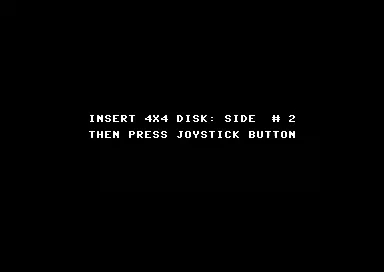 INSERT 4X4 DISK: SIDE  # 2
THEN PRESS JOYSTICK BUTTON